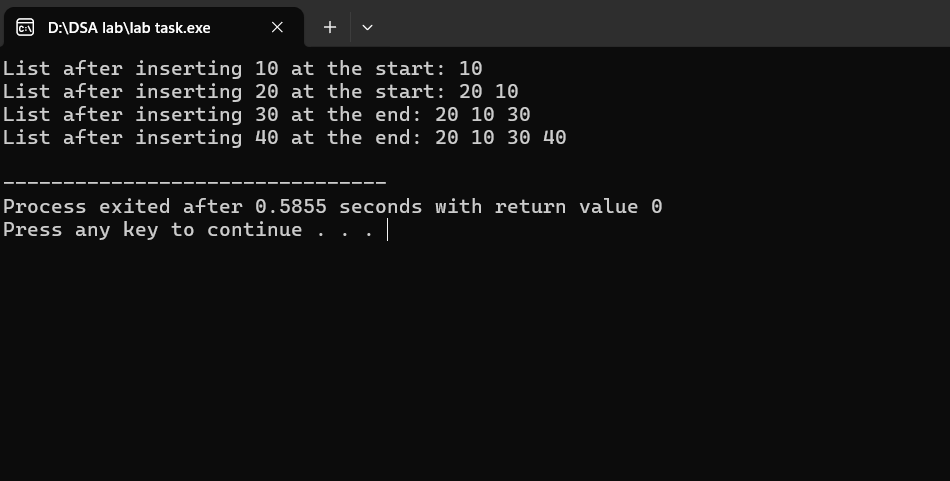 D:\DSA lab\lab task.exe
List after inserting 10 at the start: 10
List after inserting 20 at the start: 20 10
List after inserting 30 at the end: 20 10 30
List after inserting 40 at the end: 20 10 30 40
--------------------------------
Process exited after 0.5855 seconds with return value 0
Press any key to continue . . .